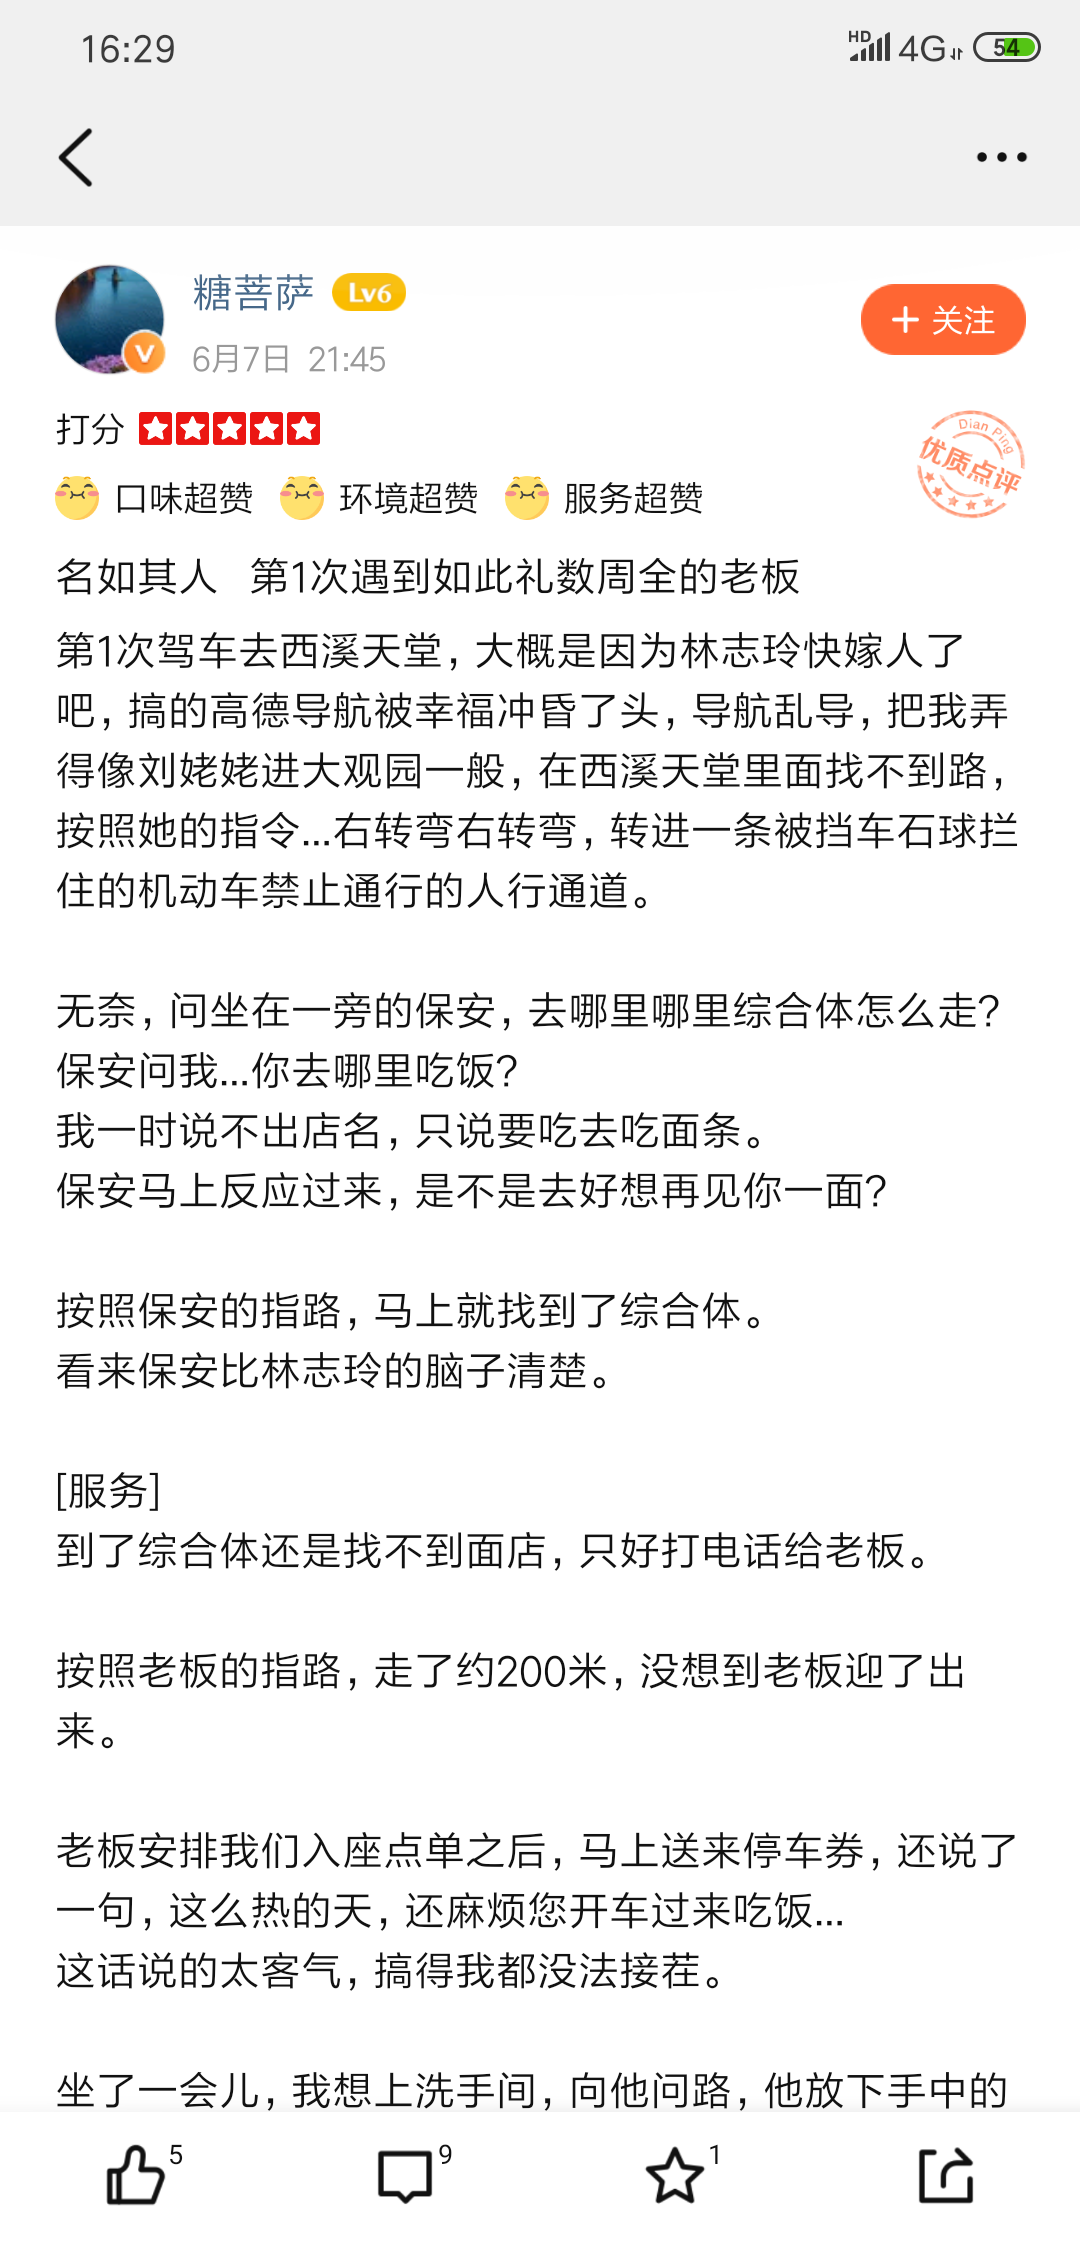 16:29
HD 4G 54
糖菩萨 Lv6
+ 关注
V
6月7日 21:45
打分
Dian Ping
优质点评
口味超赞 环境超赞 服务超赞
名如其人 第1次遇到如此礼数周全的老板
第1次驾车去西溪天堂，大概是因为林志玲快嫁人了
吧，搞的高德导航被幸福冲昏了头，导航乱导，把我弄
得像刘姥姥进大观园一般，在西溪天堂里面找不到路，
按照她的指令...右转弯右转弯，转进一条被挡车石球拦
住的机动车禁止通行的人行通道。
无奈，问坐在一旁的保安，去哪里哪里综合体怎么走？
保安问我...你去哪里吃饭？
我一时说不出店名，只说要吃去吃面条。
保安马上反应过来，是不是去好想再见你一面？
按照保安的指路，马上就找到了综合体。
看来保安比林志玲的脑子清楚。
[服务]
到了综合体还是找不到面店，只好打电话给老板。
按照老板的指路，走了约200米，没想到老板迎了出
来。
老板安排我们入座点单之后，马上送来停车券，还说了
一句，这么热的天，还麻烦您开车过来吃饭...
这话说的太客气，搞得我都没法接茬。
坐了一会儿，我想上洗手间，向他问路，他放下手中的
5 9 1